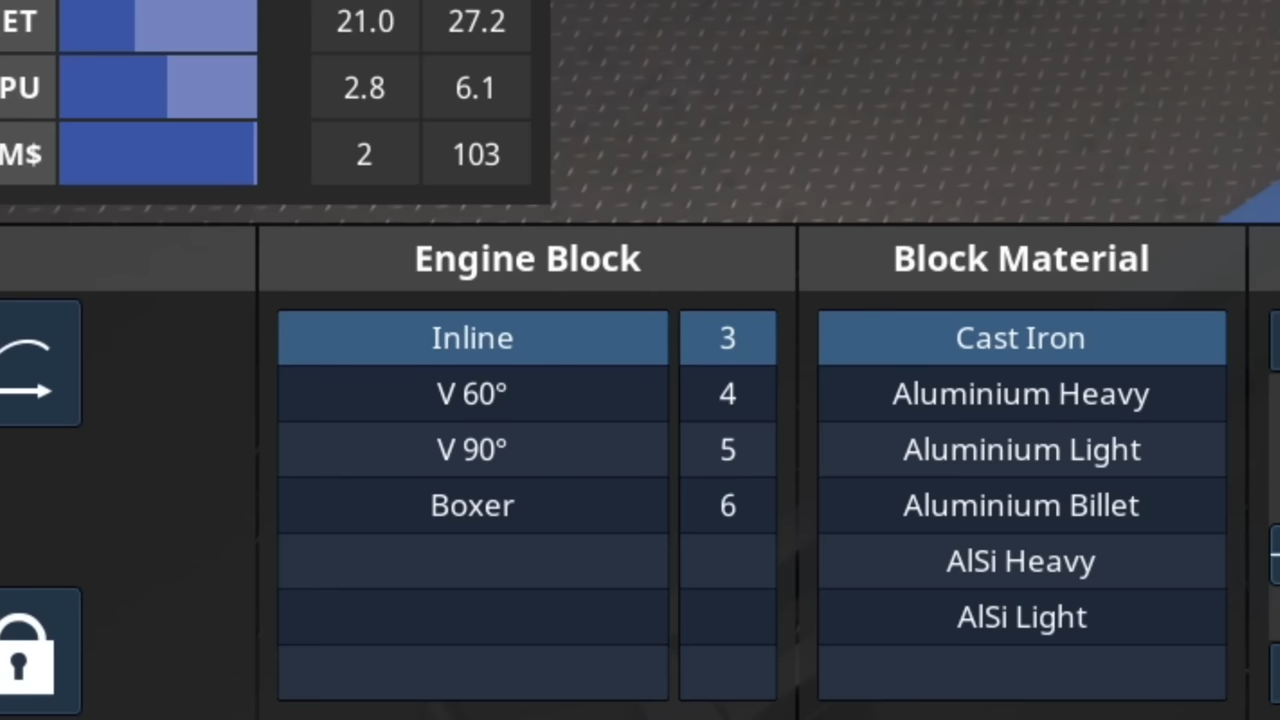 ET 21.0 27.2
PU 2.8 6.1
M$ 2 103
Engine Block Block Material
Inline 3 Cast Iron
V 60° 4 Aluminium Heavy
V 90° 5 Aluminium Light
Boxer 6 Aluminium Billet
AlSi Heavy
AlSi Light